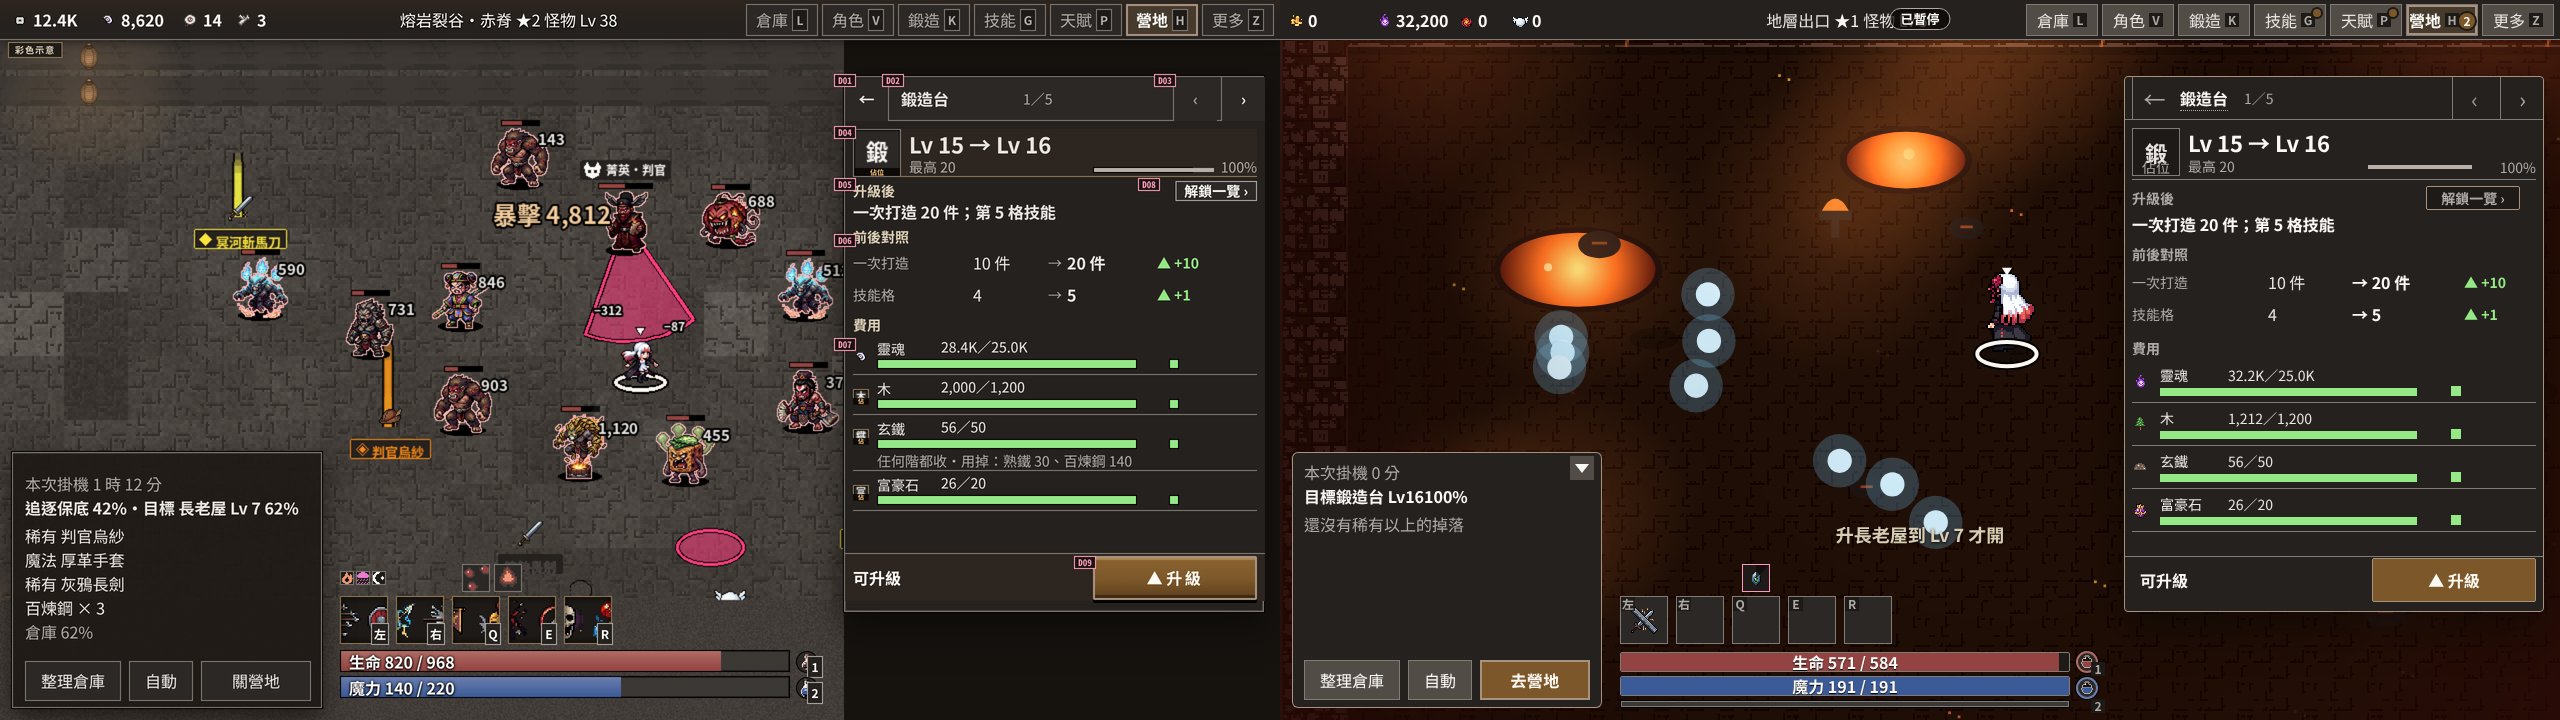 12.4K 8,620 14 3 熔岩裂谷・赤脊 ★2 怪物 Lv 38 倉庫 L 角色 V 鍛造 K 技能 G 天賦 P 營地 H 更多 Z
彩色示意
143
菁英・判官
暴擊 4,812
688
冥河斬馬刀
590
846
731
51
-312
-87
903
37
1,120
455
判官烏紗
本次掛機 1 時 12 分
追逐保底 42%・目標 長老屋 Lv 7 62%
稀有 判官烏紗
魔法 厚革手套
稀有 灰鴉長劍
百煉鋼 × 3
倉庫 62%
整理倉庫 自動 關營地
左 右 Q E R
生命 820 / 968 1
魔力 140 / 220 2
D01 D02 D03
← 鍛造台 1／5 ‹ ›
D04
鍛 Lv 15 → Lv 16
佔位 最高 20 100%
D05 升級後 D08 解鎖一覽 ›
一次打造 20 件；第 5 格技能
D06 前後對照
一次打造 10 件 → 20 件 ▲ +10
技能格 4 → 5 ▲ +1
費用
D07 靈魂 28.4K／25.0K
木 2,000／1,200
玄鐵 56／50
任何階都收・用掉：熟鐵 30、百煉鋼 140
富豪石 26／20
D09
可升級 ▲ 升級
0 32,200 0 0 地層出口 ★1 怪物 已暫停 倉庫 L 角色 V 鍛造 K 技能 G 天賦 P 營地 H 2 更多 Z
本次掛機 0 分 ▼
目標鍛造台 Lv16100%
還沒有稀有以上的掉落
整理倉庫 自動 去營地
升長老屋到 Lv 7 才開
左 右 Q E R
生命 571 / 584 1
魔力 191 / 191
2
← 鍛造台 1／5 ‹ ›
鍛 Lv 15 → Lv 16
佔位 最高 20 100%
升級後 解鎖一覽 ›
一次打造 20 件；第 5 格技能
前後對照
一次打造 10 件 → 20 件 ▲ +10
技能格 4 → 5 ▲ +1
費用
靈魂 32.2K／25.0K
木 1,212／1,200
玄鐵 56／50
富豪石 26／20
可升級 ▲ 升級